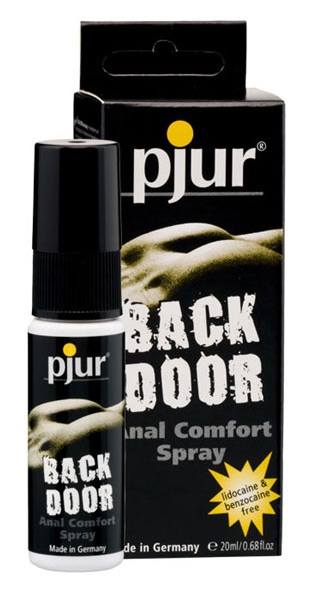 pjur®
BACK
DOOR
Anal Comfort
Spray
lidocaine &
benzocaine
free
Made in Germany
℮ 20ml/0.68fl.oz
pjur
BACK
DOOR
Anal Comfort
Spray
Made in Germany